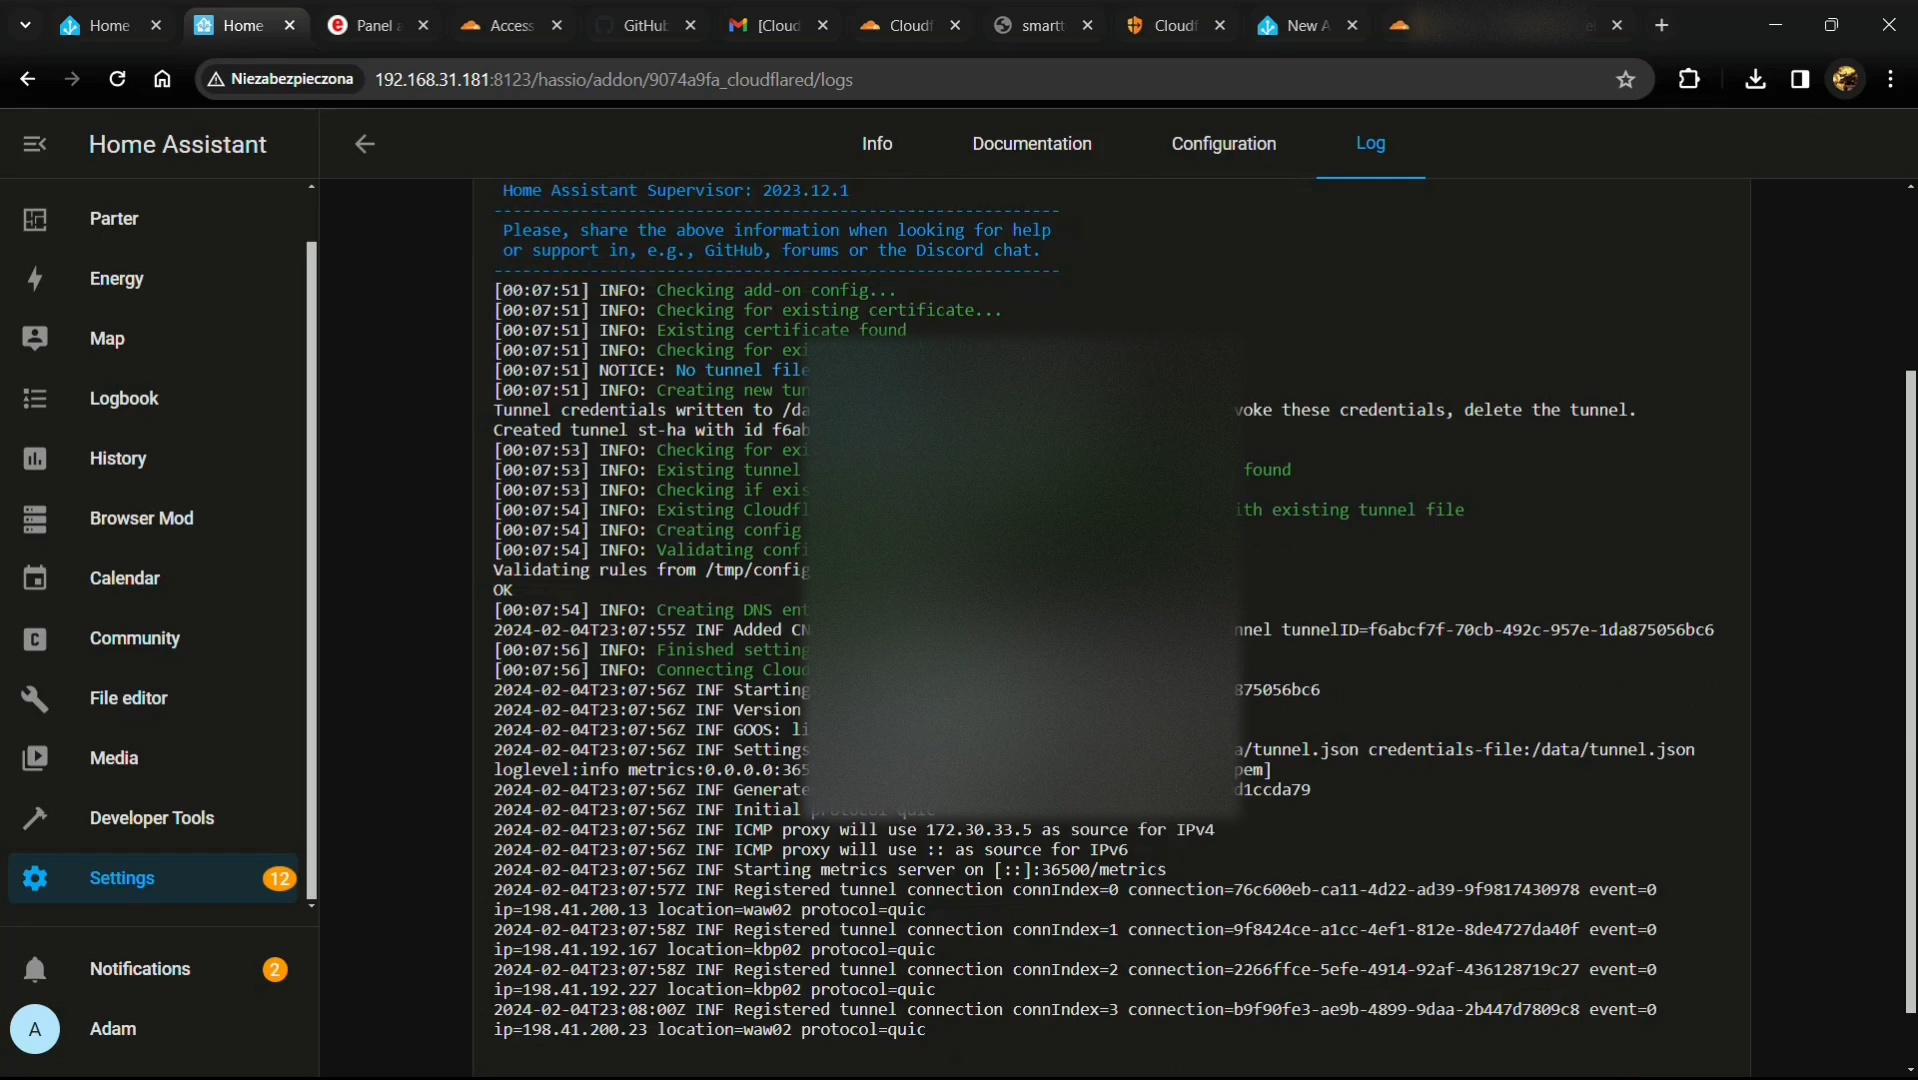 Home
Home
Panel a
Access
GitHub
[Cloud
Cloudf
smartt
Cloudf
New A
Niezabezpieczona
192.168.31.181:8123/hassio/addon/9074a9fa_cloudflared/logs
Home Assistant
Info
Documentation
Configuration
Log
Parter
Energy
Map
Logbook
History
Browser Mod
Calendar
Community
File editor
Media
Developer Tools
Settings
12
Notifications
2
A
Adam
Home Assistant Supervisor: 2023.12.1
-----------------------------------------------------------
Please, share the above information when looking for help
or support in, e.g., GitHub, forums or the Discord chat.
-----------------------------------------------------------
[00:07:51] INFO: Checking add-on config...
[00:07:51] INFO: Checking for existing certificate...
[00:07:51] INFO: Existing certificate found
[00:07:51] INFO: Checking for exi
[00:07:51] NOTICE: No tunnel file
[00:07:51] INFO: Creating new tun
Tunnel credentials written to /da voke these credentials, delete the tunnel.
Created tunnel st-ha with id f6ab
[00:07:53] INFO: Checking for exi
[00:07:53] INFO: Existing tunnel found
[00:07:53] INFO: Checking if exis
[00:07:54] INFO: Existing Cloudfl ith existing tunnel file
[00:07:54] INFO: Creating config
[00:07:54] INFO: Validating confi
Validating rules from /tmp/config
OK
[00:07:54] INFO: Creating DNS ent
2024-02-04T23:07:55Z INF Added CN nnel tunnelID=f6abcf7f-70cb-492c-957e-1da875056bc6
[00:07:56] INFO: Finished setting
[00:07:56] INFO: Connecting Cloud
2024-02-04T23:07:56Z INF Starting 875056bc6
2024-02-04T23:07:56Z INF Version
2024-02-04T23:07:56Z INF GOOS: li
2024-02-04T23:07:56Z INF Settings a/tunnel.json credentials-file:/data/tunnel.json
loglevel:info metrics:0.0.0.0:365 pem]
2024-02-04T23:07:56Z INF Generate d1ccda79
2024-02-04T23:07:56Z INF Initial protocol quic
2024-02-04T23:07:56Z INF ICMP proxy will use 172.30.33.5 as source for IPv4
2024-02-04T23:07:56Z INF ICMP proxy will use :: as source for IPv6
2024-02-04T23:07:56Z INF Starting metrics server on [::]:36500/metrics
2024-02-04T23:07:57Z INF Registered tunnel connection connIndex=0 connection=76c600eb-ca11-4d22-ad39-9f9817430978 event=0
ip=198.41.200.13 location=waw02 protocol=quic
2024-02-04T23:07:58Z INF Registered tunnel connection connIndex=1 connection=9f8424ce-a1cc-4ef1-812e-8de4727da40f event=0
ip=198.41.192.167 location=kbp02 protocol=quic
2024-02-04T23:07:58Z INF Registered tunnel connection connIndex=2 connection=2266ffce-5efe-4914-92af-436128719c27 event=0
ip=198.41.192.227 location=kbp02 protocol=quic
2024-02-04T23:08:00Z INF Registered tunnel connection connIndex=3 connection=b9f90fe3-ae9b-4899-9daa-2b447d7809c8 event=0
ip=198.41.200.23 location=waw02 protocol=quic